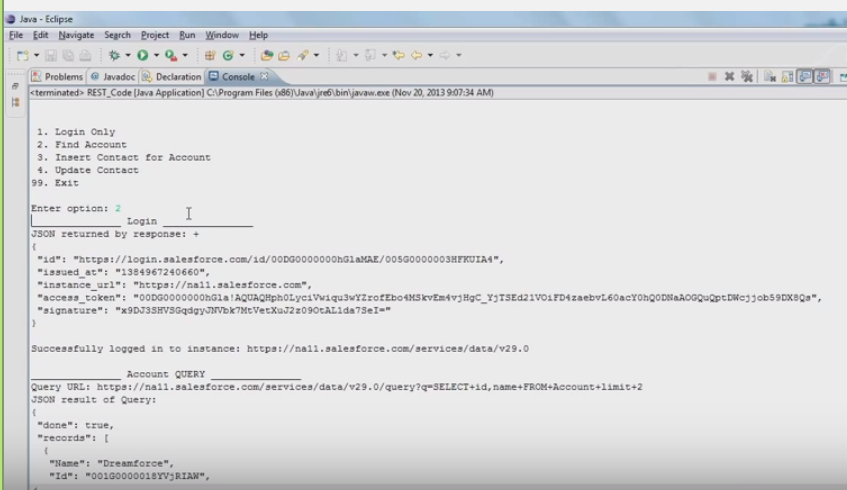 Java - Eclipse
File Edit Navigate Search Project Run Window Help
Problems Javadoc Declaration Console
<terminated> REST_Code [Java Application] C:\Program Files (x86)\Java\jre6\bin\javaw.exe (Nov 20, 2013 9:07:34 AM)
1. Login Only
2. Find Account
3. Insert Contact for Account
4. Update Contact
99. Exit
Enter option: 2
______________ Login ______________
JSON returned by response: +
{
"id": "https://login.salesforce.com/id/00DG0000000hGlaMAE/005G0000003HFKUIA4",
"issued_at": "1384967240660",
"instance_url": "https://na11.salesforce.com",
"access_token":
"signature":
}
Successfully logged in to instance: https://na11.salesforce.com/services/data/v29.0
______________ Account QUERY ______________
Query URL: https://na11.salesforce.com/services/data/v29.0/query?q=SELECT+id,name+FROM+Account+limit+2
JSON result of Query:
{
"done": true,
"records": [
{
"Name": "Dreamforce",
"Id": "001G0000018YVjRIAW",